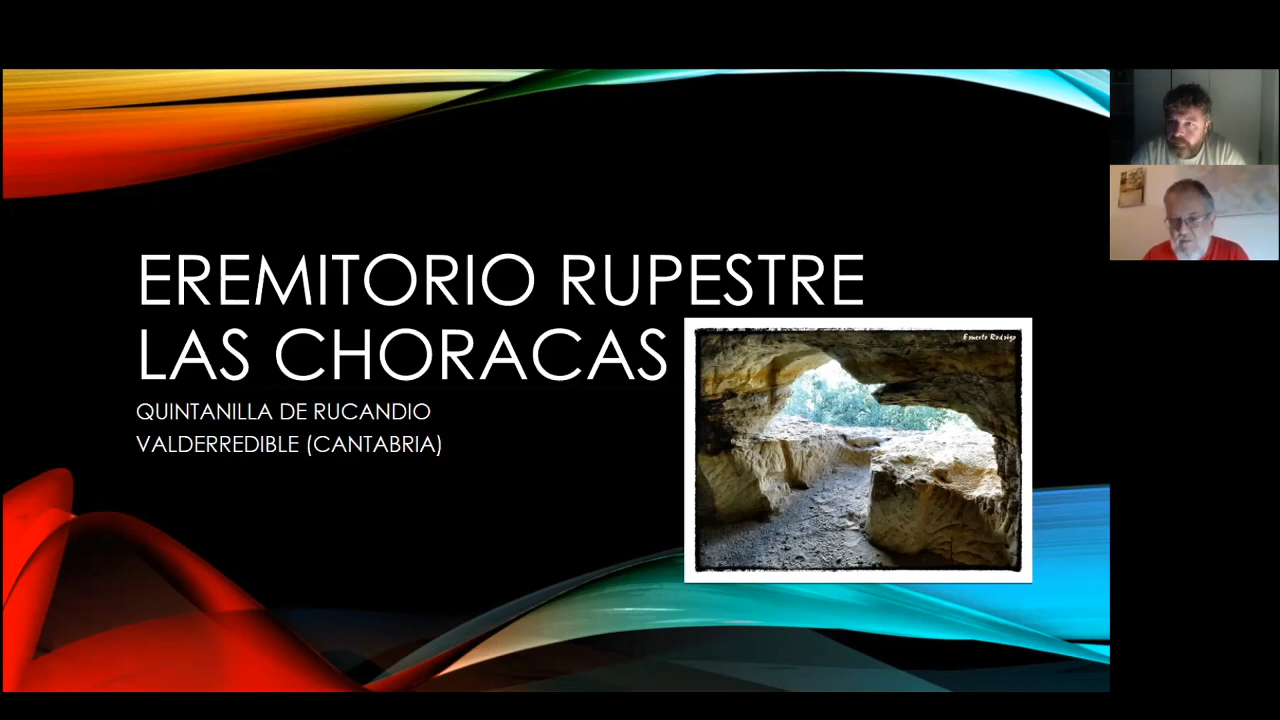 EREMITORIO RUPESTRE
LAS CHORACAS
QUINTANILLA DE RUCANDIO
VALDERREDIBLE (CANTABRIA)
Ernesto Rodrigo